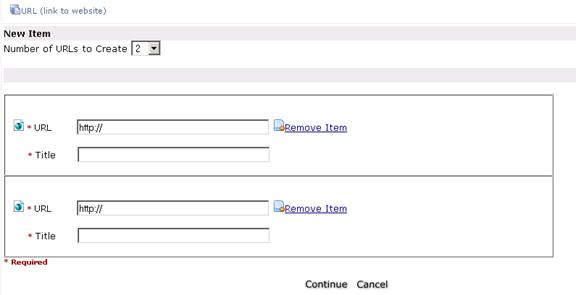 URL (link to website)
New Item
Number of URLs to Create 2
* URL http:// Remove Item
* Title
* URL http:// Remove Item
* Title
* Required
Continue Cancel